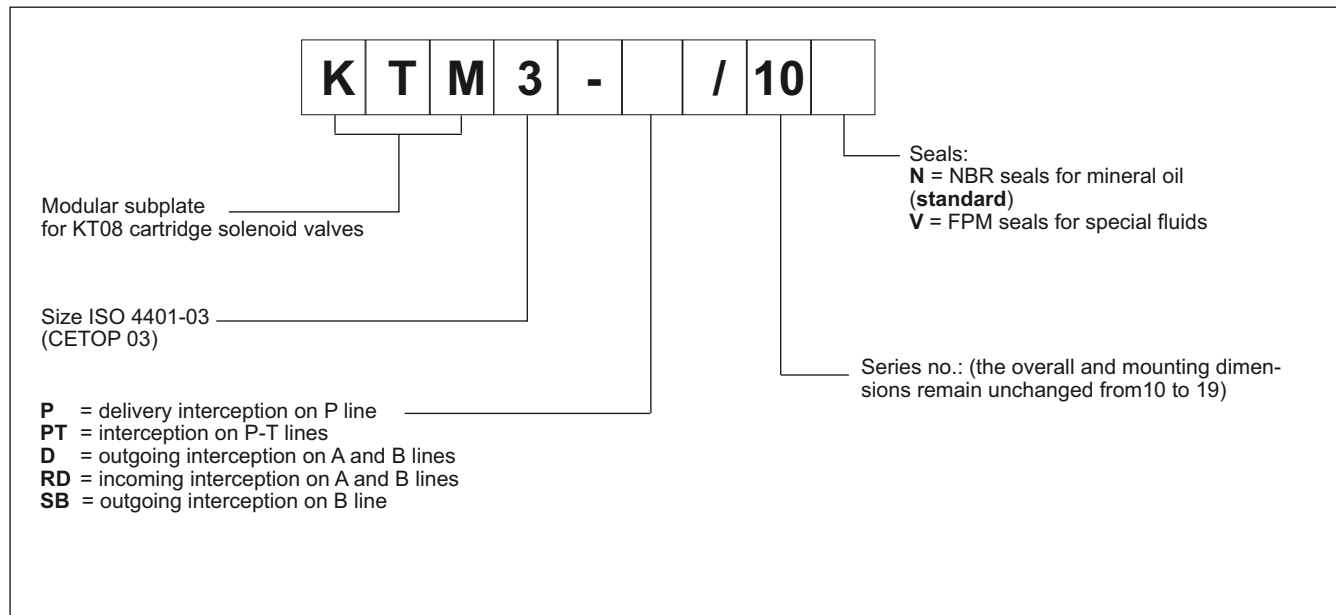 K T M 3 - / 10
Modular subplate
for KT08 cartridge solenoid valves
Size ISO 4401-03
(CETOP 03)
P = delivery interception on P line
PT = interception on P-T lines
D = outgoing interception on A and B lines
RD = incoming interception on A and B lines
SB = outgoing interception on B line
Seals:
N = NBR seals for mineral oil
(standard)
V = FPM seals for special fluids
Series no.: (the overall and mounting dimen-
sions remain unchanged from10 to 19)